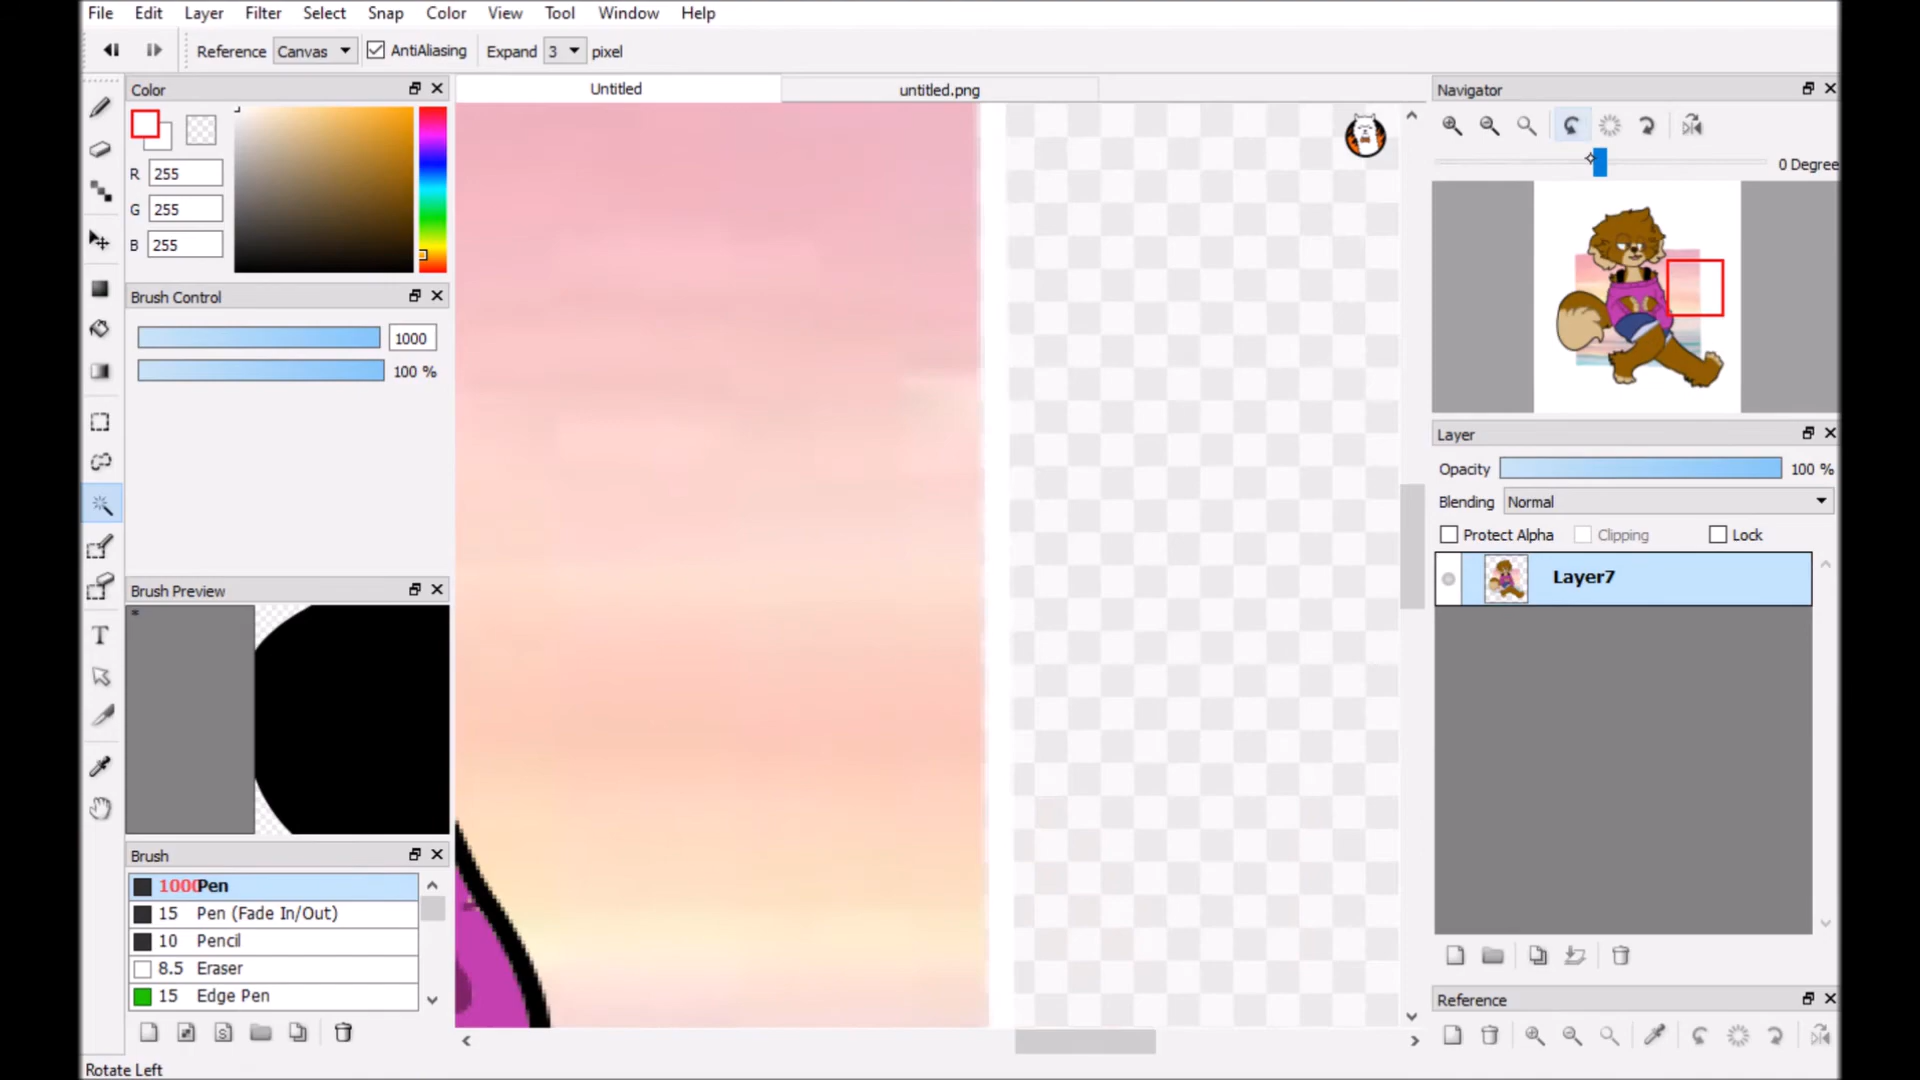 File Edit Layer Filter Select Snap Color View Tool Window Help
Reference Canvas AntiAliasing Expand 3 pixel
Color
R 255
G 255
B 255
Brush Control
1000
100 %
Brush Preview
Brush
1000 Pen
15 Pen (Fade In/Out)
10 Pencil
8.5 Eraser
15 Edge Pen
Rotate Left
Untitled untitled.png
Navigator
0 Degree
Layer
Opacity 100 %
Blending Normal
Protect Alpha Clipping Lock
Layer7
Reference